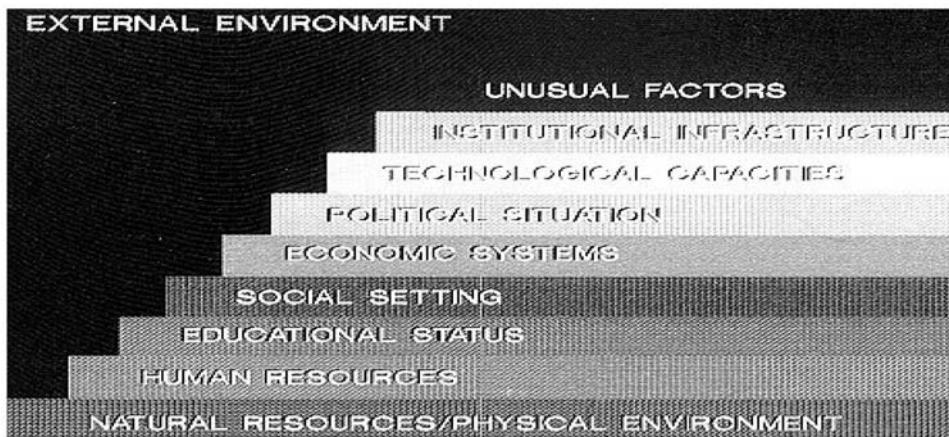 EXTERNAL ENVIRONMENT
UNUSUAL FACTORS
INSTITUTIONAL INFRASTRUCTURE
TECHNOLOGICAL CAPACITIES
POLITICAL SITUATION
ECONOMIC SYSTEMS
SOCIAL SETTING
EDUCATIONAL STATUS
HUMAN RESOURCES
NATURAL RESOURCES/PHYSICAL ENVIRONMENT